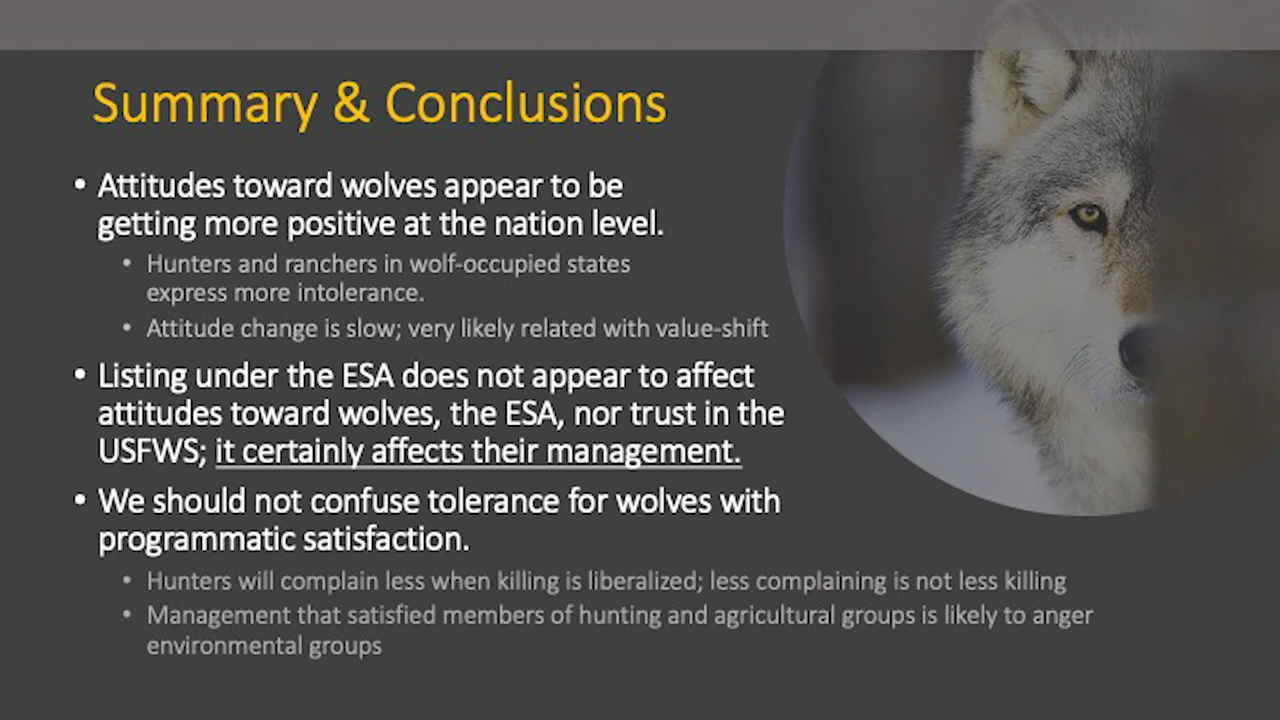 Summary & Conclusions
• Attitudes toward wolves appear to be
getting more positive at the nation level.
• Hunters and ranchers in wolf-occupied states
express more intolerance.
• Attitude change is slow; very likely related with value-shift
• Listing under the ESA does not appear to affect
attitudes toward wolves, the ESA, nor trust in the
USFWS; it certainly affects their management.
• We should not confuse tolerance for wolves with
programmatic satisfaction.
• Hunters will complain less when killing is liberalized; less complaining is not less killing
• Management that satisfied members of hunting and agricultural groups is likely to anger
environmental groups